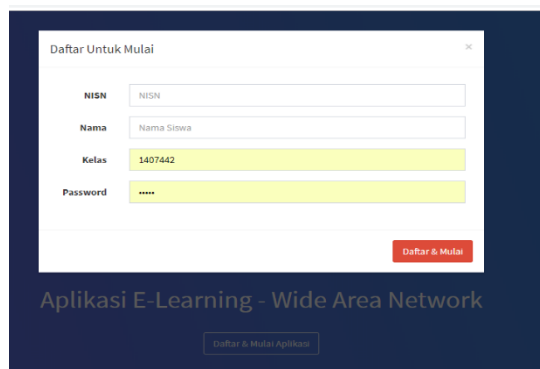 Daftar Untuk Mulai ×
NISN NISN
Nama Nama Siswa
Kelas 1407442
Password •••••
Daftar & Mulai
Aplikasi E-Learning - Wide Area Network
Daftar & Mulai Aplikasi